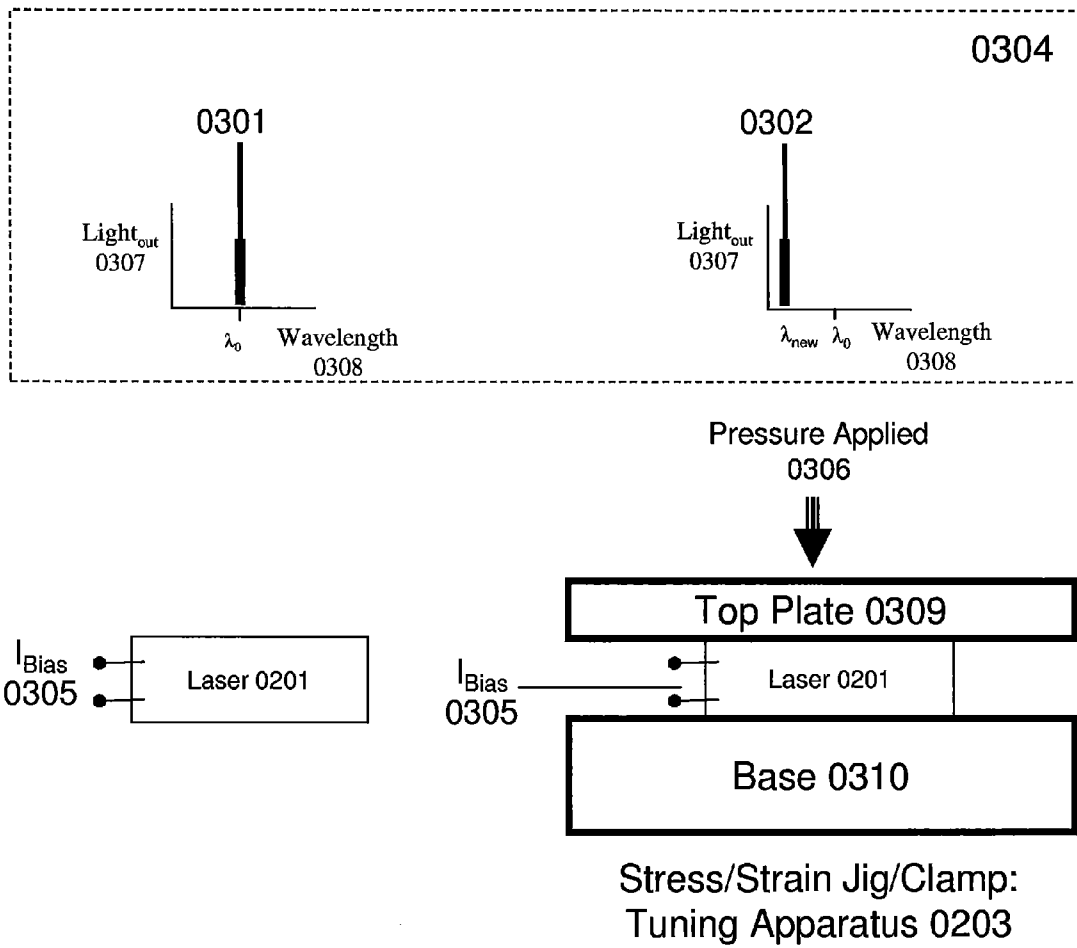 0304
0301
0302
Light_out
0307
λ_0
Wavelength
0308
Light_out
0307
λ_new λ_0
Wavelength
0308
Pressure Applied
0306
Top Plate 0309
I_Bias
0305
Laser 0201
I_Bias
0305
Laser 0201
Base 0310
Stress/Strain Jig/Clamp:
Tuning Apparatus 0203